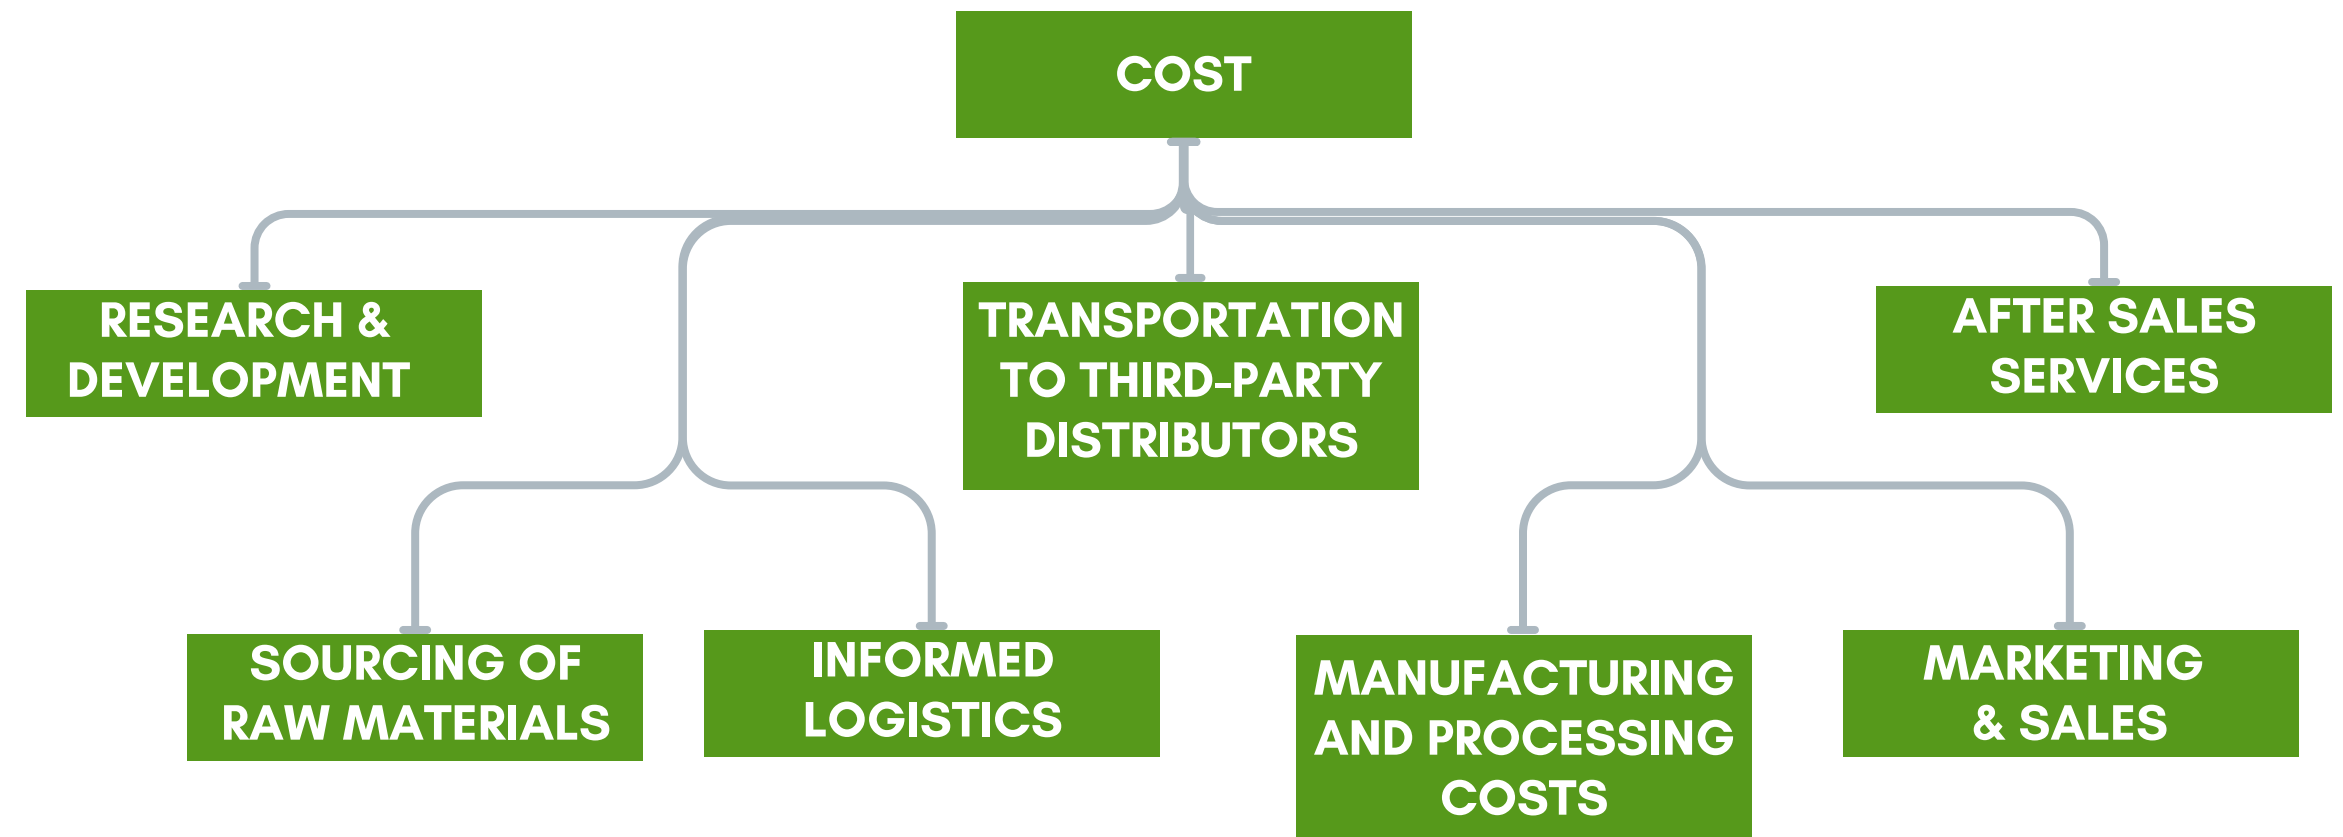 COST
RESEARCH &
DEVELOPMENT
TRANSPORTATION
TO THIRD-PARTY
DISTRIBUTORS
AFTER SALES
SERVICES
SOURCING OF
RAW MATERIALS
INFORMED
LOGISTICS
MANUFACTURING
AND PROCESSING
COSTS
MARKETING
& SALES